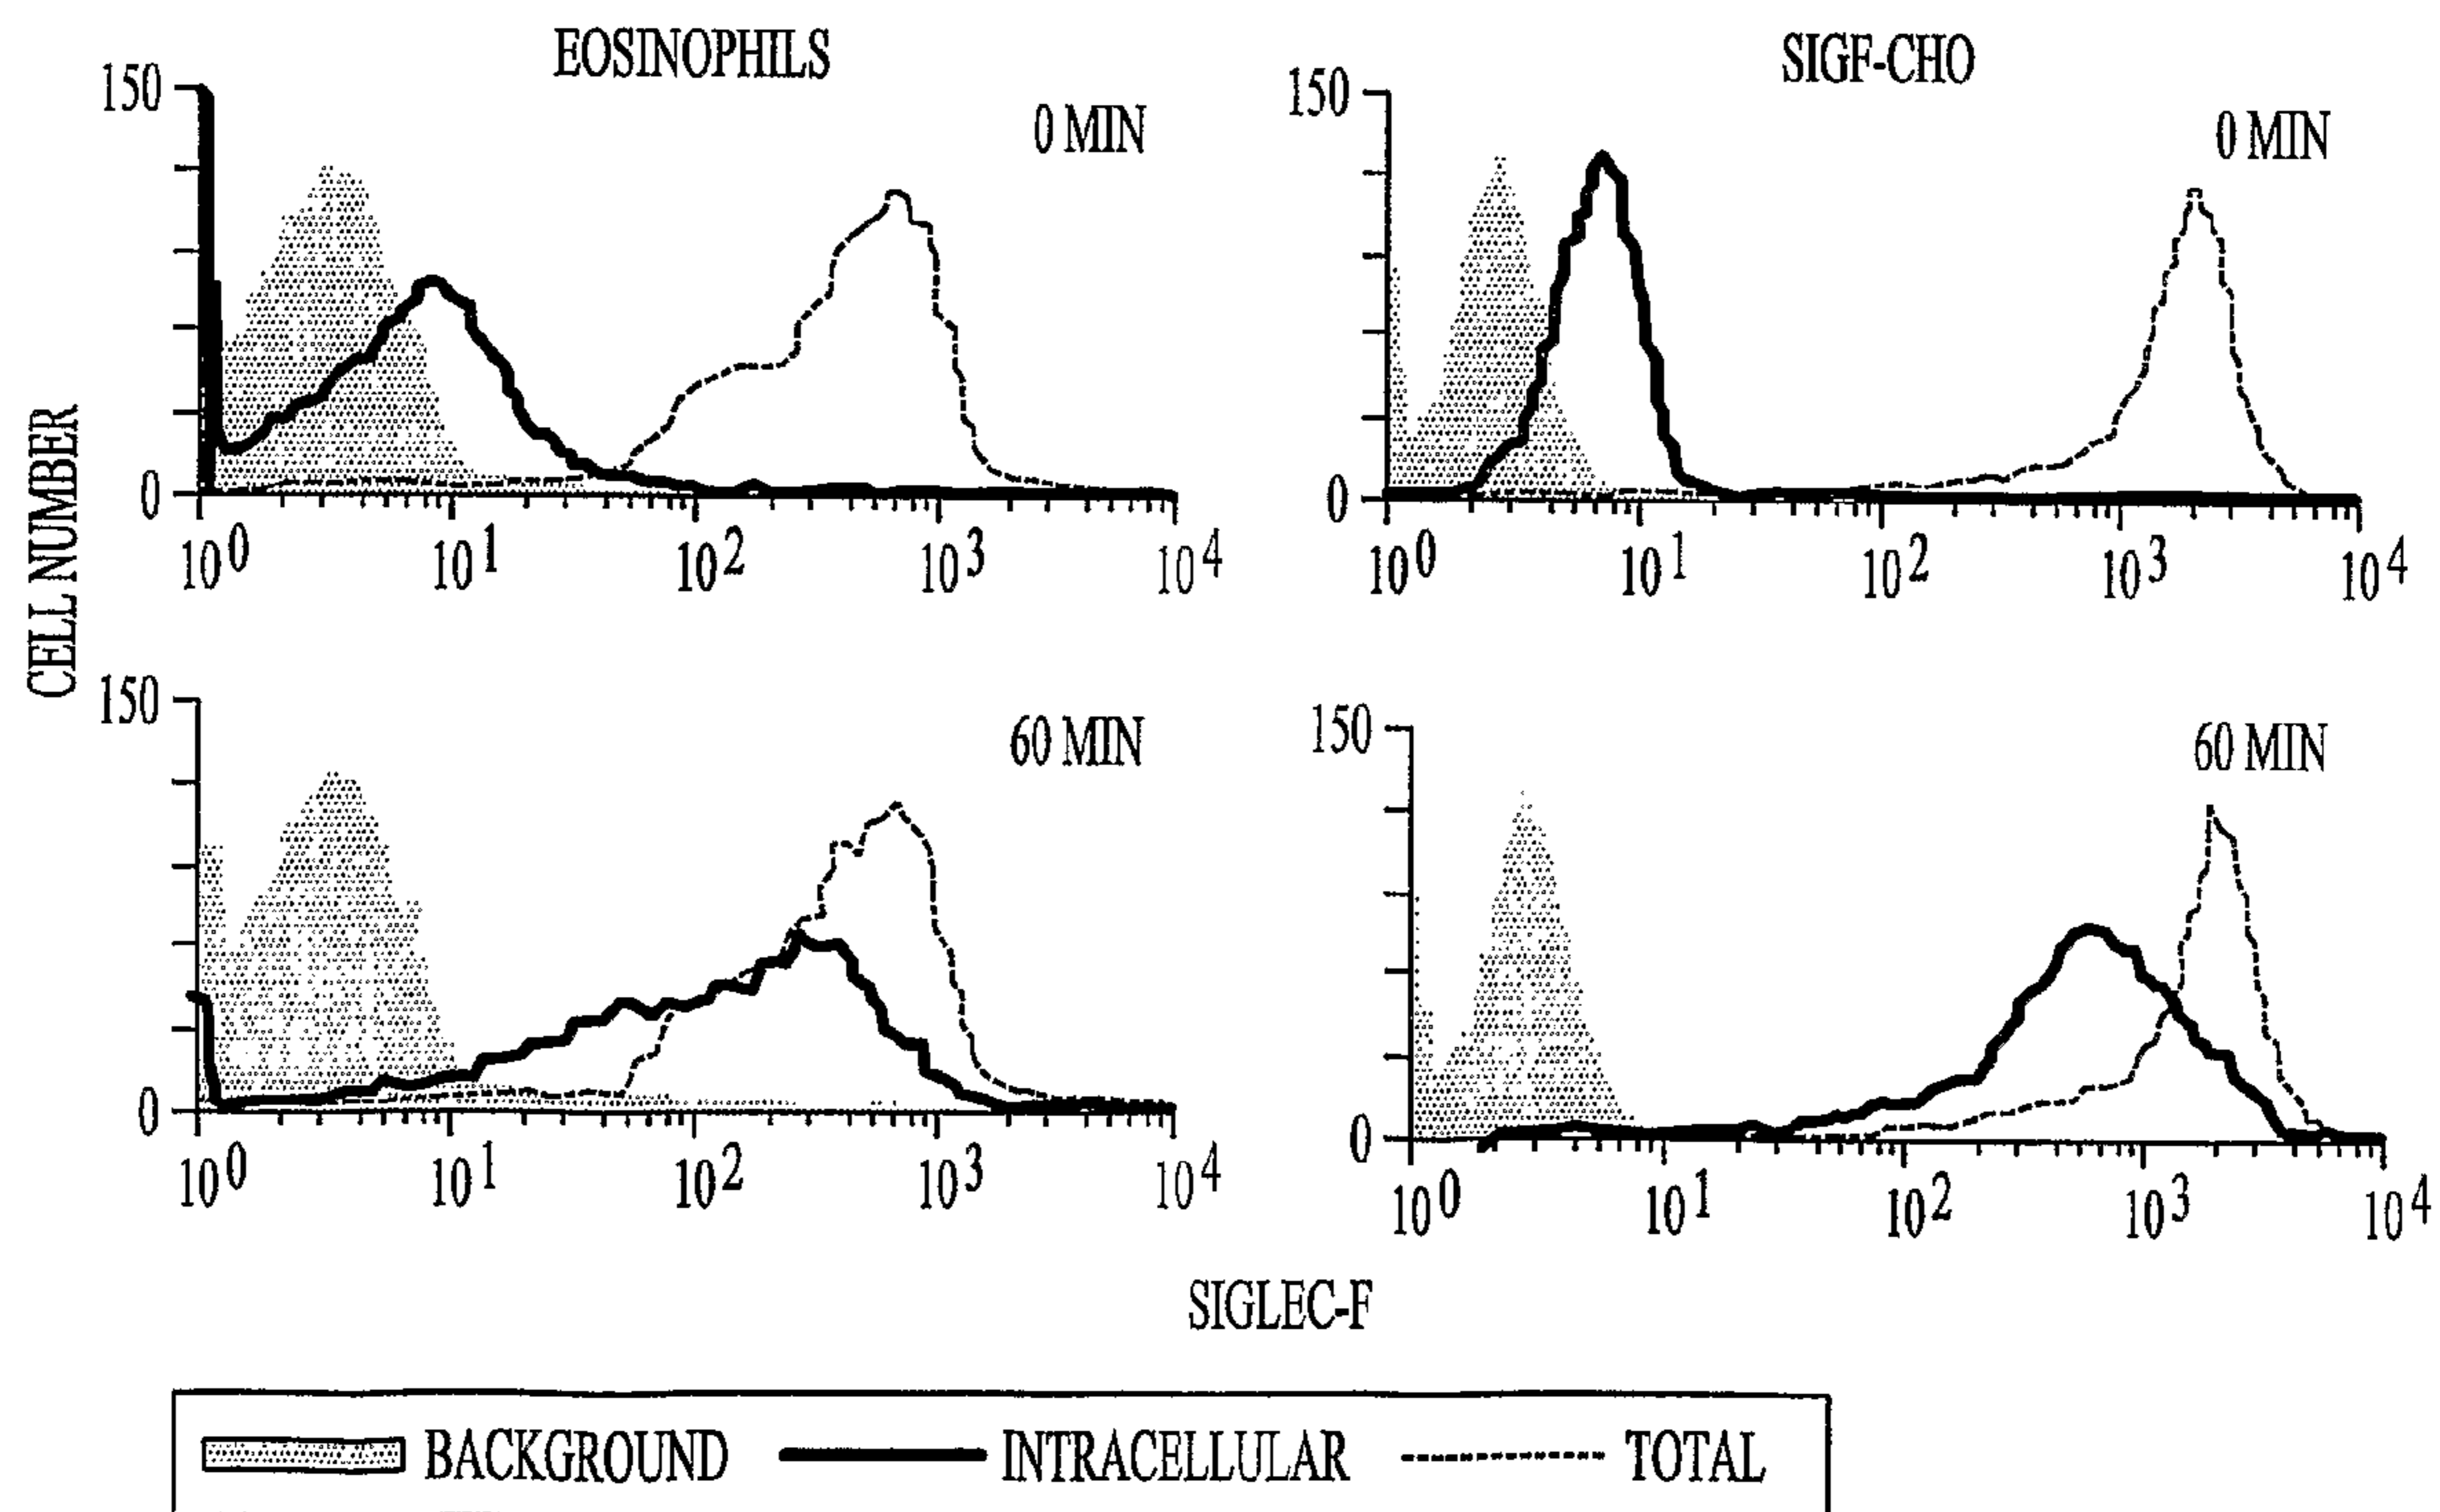 EOSINOPHILS
SIGF-CHO
150
0 MIN
0
10^0 10^1 10^2 10^3 10^4
150
0 MIN
0
10^0 10^1 10^2 10^3 10^4
CELL NUMBER
150
60 MIN
0
10^0 10^1 10^2 10^3 10^4
150
60 MIN
0
10^0 10^1 10^2 10^3 10^4
SIGLEC-F
BACKGROUND INTRACELLULAR TOTAL